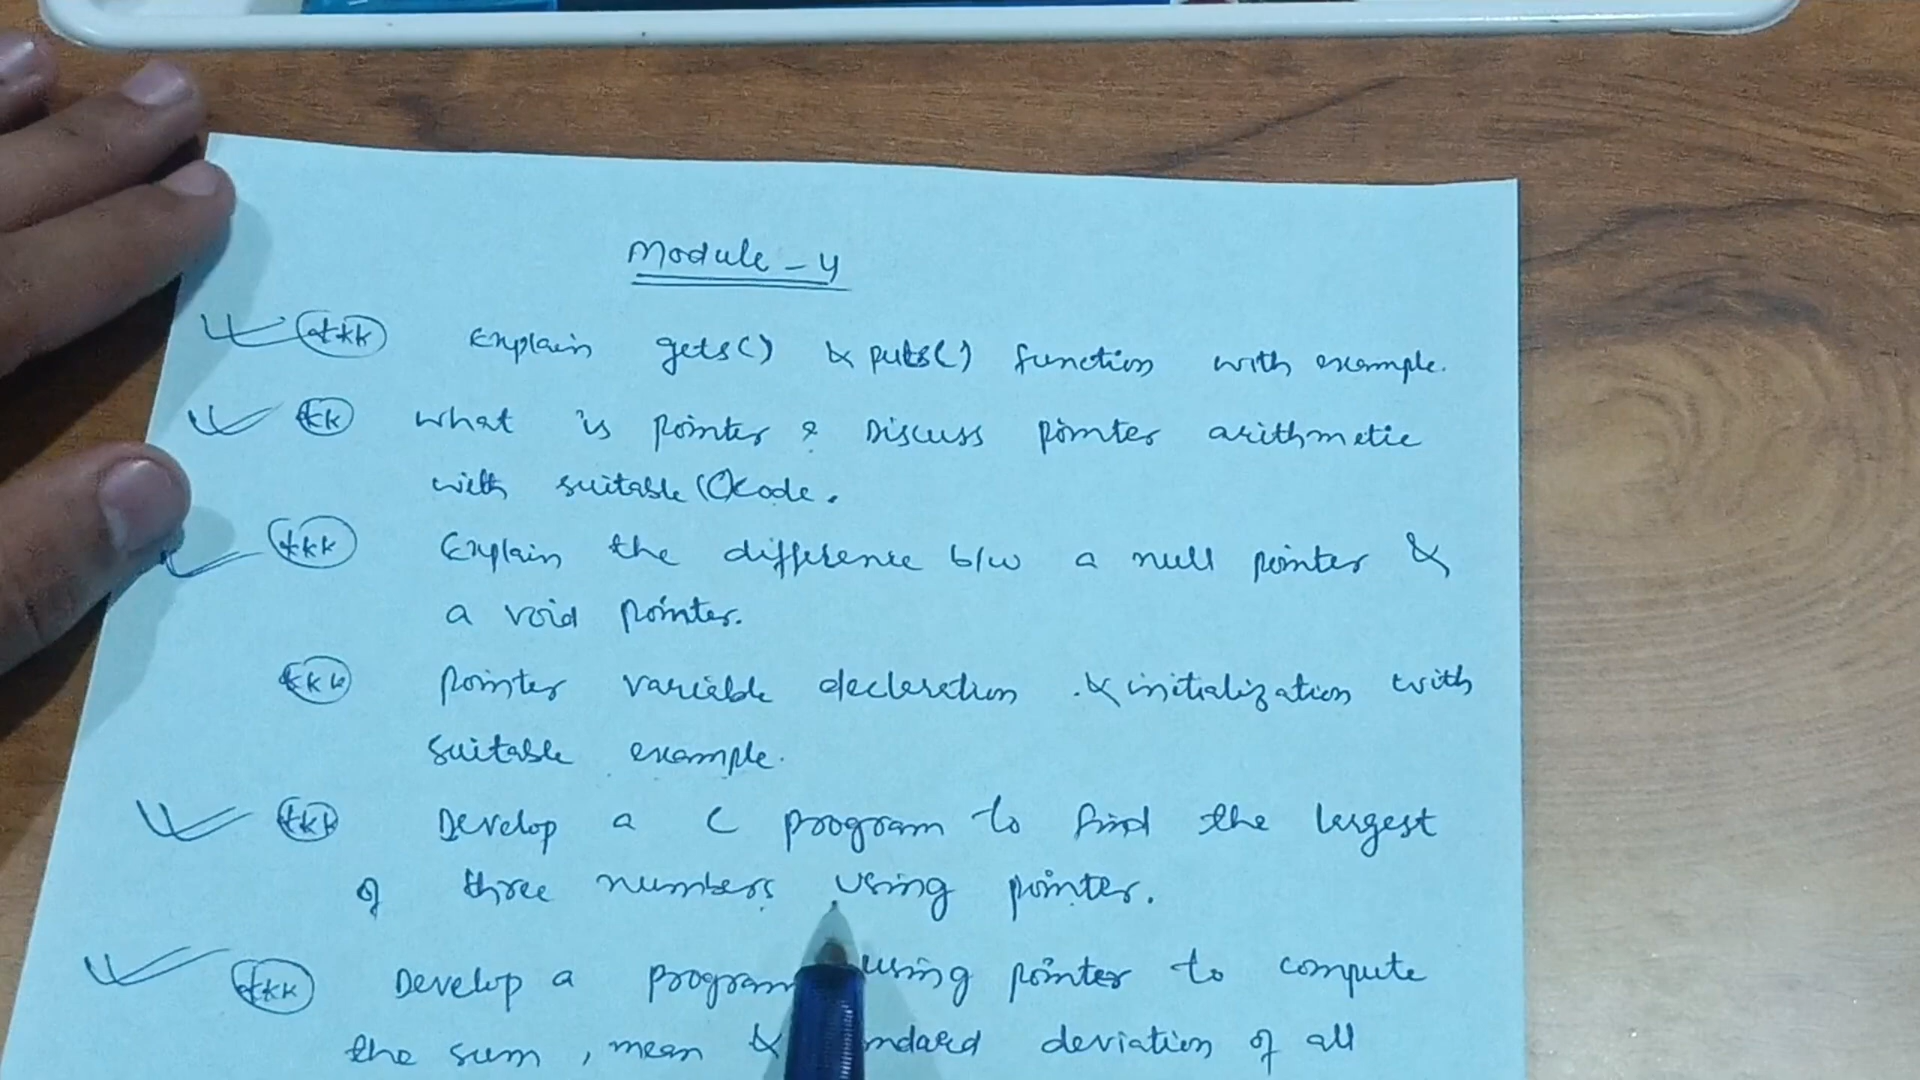 Module - 4
*** Explain gets() & puts() function with example.
** What is pointer? Discuss pointer arithmetic
with suitable (C) code.
*** Explain the difference b/w a null pointer &
a void pointer.
*** pointer variable decleration & initialization with
suitable example.
*** Develop a C program to find the largest
of three numbers using pointer.
*** Develop a program using pointer to compute
the sum, mean & deviation of all